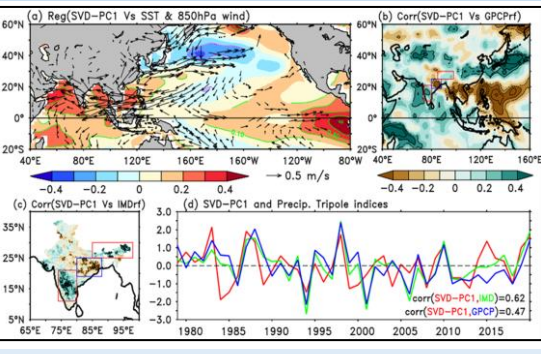 (a) Reg(SVD-PC1 Vs SST & 850hPa wind)
(b) Corr(SVD-PC1 Vs GPCPrf)
60°N
40°N
20°N
0°
20°S
40°E 80°E 120°E 160°E 160°W 120°W 80°W
60°N
40°N
20°N
0°
20°S
40°E 80°E 120°E 160°E
−0.4 −0.2 0 0.2 0.4
0.5 m/s
−0.4 −0.2 0 0.2 0.4
(c) Corr(SVD-PC1 Vs IMDrf)
(d) SVD-PC1 and Precip. Tripole indices
35°N
25°N
15°N
5°N
65°E 75°E 85°E 95°E
3.0
2.0
1.0
0.0
-1.0
-2.0
-3.0
corr(SVD-PC1,IMD)=0.62
corr(SVD-PC1,GPCP)=0.47
1980 1985 1990 1995 2000 2005 2010 2015